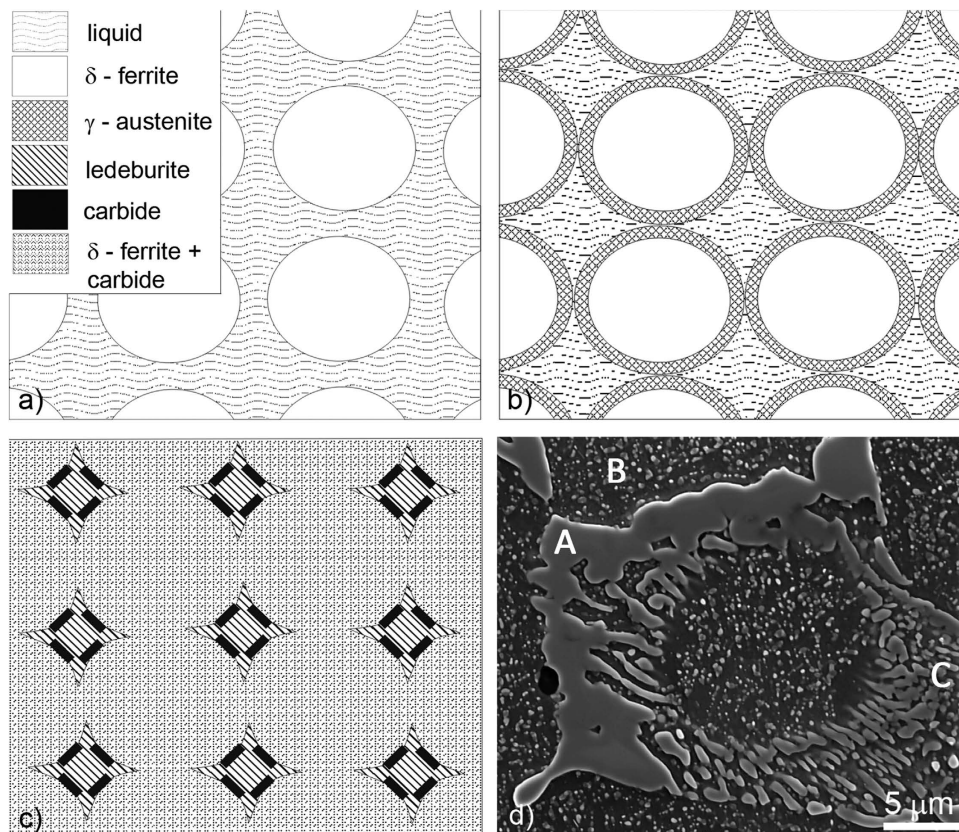 liquid
δ - ferrite
γ - austenite
ledeburite
carbide
δ - ferrite +
carbide
a)
b)
c)
d)
A
B
C
5 μm